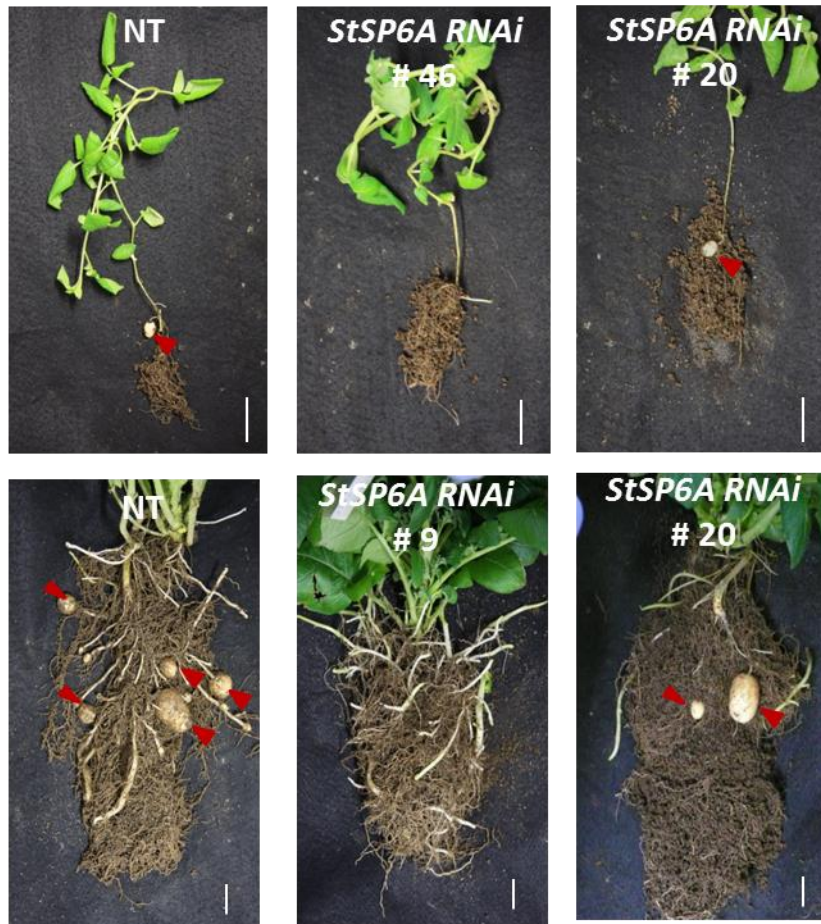 NT
StSP6A RNAi
# 46
StSP6A RNAi
# 20
NT
StSP6A RNAi
# 9
StSP6A RNAi
# 20